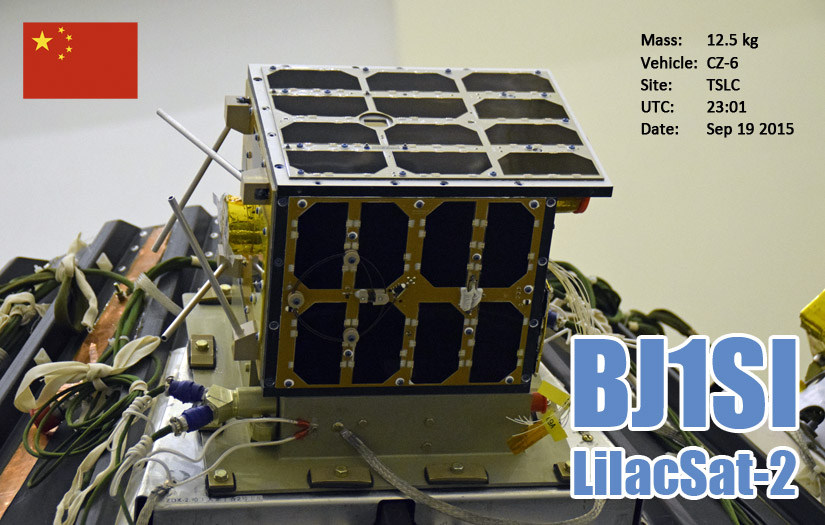 Mass: 12.5 kg
Vehicle: CZ-6
Site: TSLC
UTC: 23:01
Date: Sep 19 2015
BJ1SI
LilacSat-2